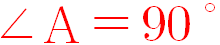 ∠A = 90°